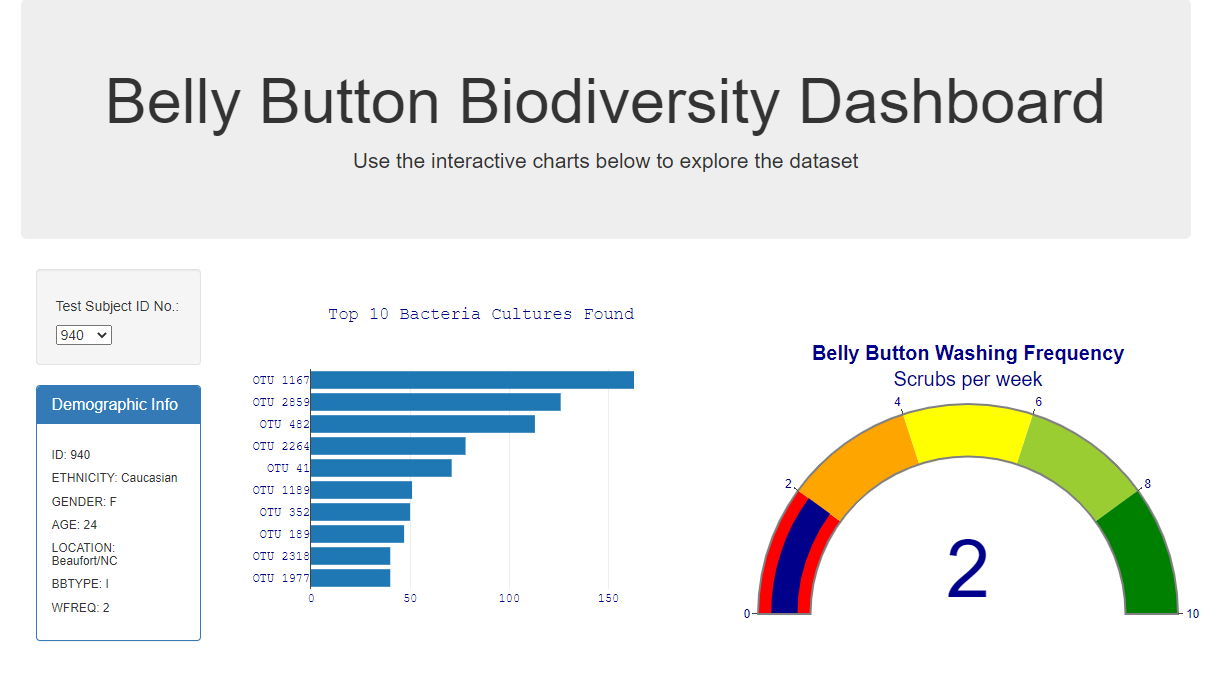 Belly Button Biodiversity Dashboard
Use the interactive charts below to explore the dataset
Test Subject ID No.:
940
Demographic Info
ID: 940
ETHNICITY: Caucasian
GENDER: F
AGE: 24
LOCATION:
Beaufort/NC
BBTYPE: I
WFREQ: 2
Top 10 Bacteria Cultures Found
OTU 1167
OTU 2859
OTU 482
OTU 2264
OTU 41
OTU 1189
OTU 352
OTU 189
OTU 2318
OTU 1977
0 50 100 150
Belly Button Washing Frequency
Scrubs per week
4 6
2 8
2
0 10